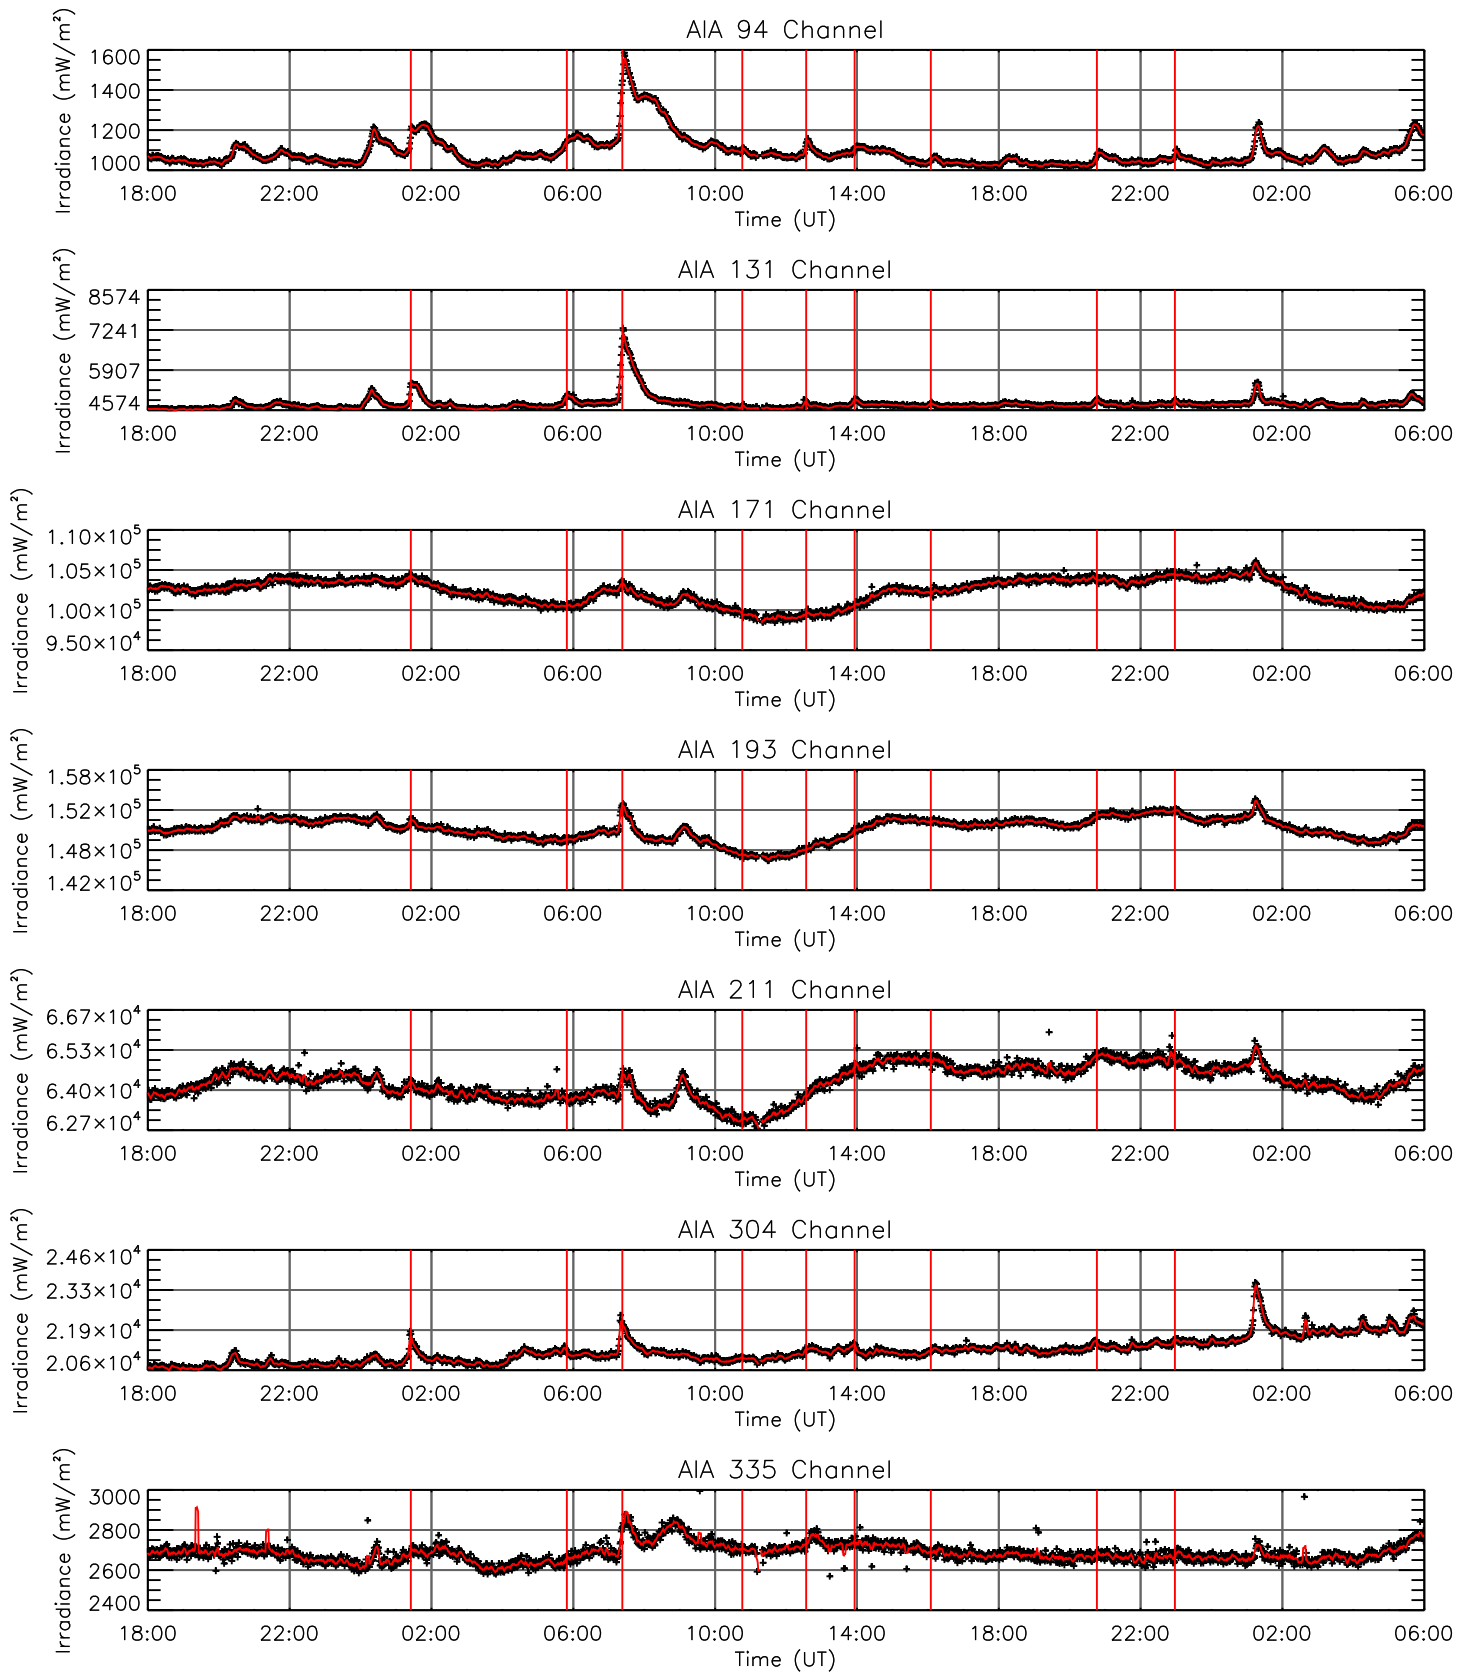 AIA 94 Channel
Irradiance (mW/m²)
1600
1400
1200
1000
18:00 22:00 02:00 06:00 10:00 14:00 18:00 22:00 02:00 06:00
Time (UT)
AIA 131 Channel
Irradiance (mW/m²)
8574
7241
5907
4574
18:00 22:00 02:00 06:00 10:00 14:00 18:00 22:00 02:00 06:00
Time (UT)
AIA 171 Channel
Irradiance (mW/m²)
1.10×10⁵
1.05×10⁵
1.00×10⁵
9.50×10⁴
18:00 22:00 02:00 06:00 10:00 14:00 18:00 22:00 02:00 06:00
Time (UT)
AIA 193 Channel
Irradiance (mW/m²)
1.58×10⁵
1.52×10⁵
1.48×10⁵
1.42×10⁵
18:00 22:00 02:00 06:00 10:00 14:00 18:00 22:00 02:00 06:00
Time (UT)
AIA 211 Channel
Irradiance (mW/m²)
6.67×10⁴
6.53×10⁴
6.40×10⁴
6.27×10⁴
18:00 22:00 02:00 06:00 10:00 14:00 18:00 22:00 02:00 06:00
Time (UT)
AIA 304 Channel
Irradiance (mW/m²)
2.46×10⁴
2.33×10⁴
2.19×10⁴
2.06×10⁴
18:00 22:00 02:00 06:00 10:00 14:00 18:00 22:00 02:00 06:00
Time (UT)
AIA 335 Channel
Irradiance (mW/m²)
3000
2800
2600
2400
18:00 22:00 02:00 06:00 10:00 14:00 18:00 22:00 02:00 06:00
Time (UT)